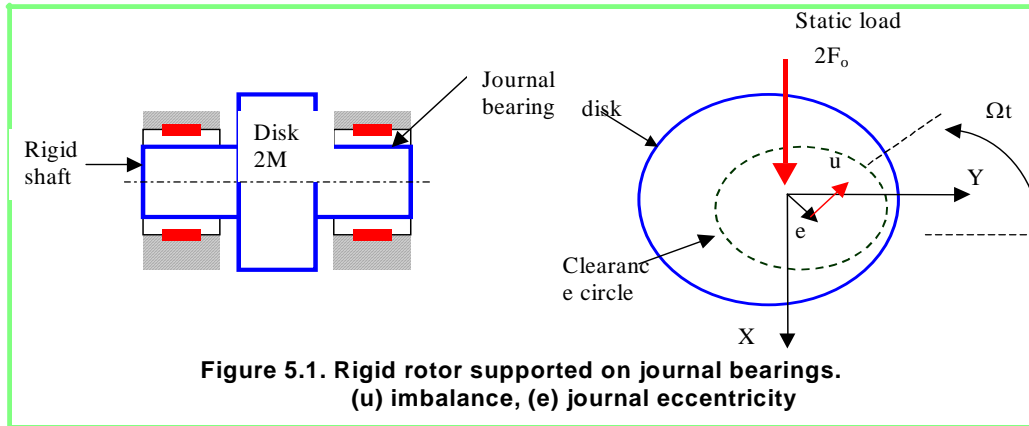 Static load
2Fo
Journal
bearing
disk
Ωt
Disk
2M
Rigid
shaft
u
Y
e
Clearanc
e circle
X
Figure 5.1. Rigid rotor supported on journal bearings.
(u) imbalance, (e) journal eccentricity